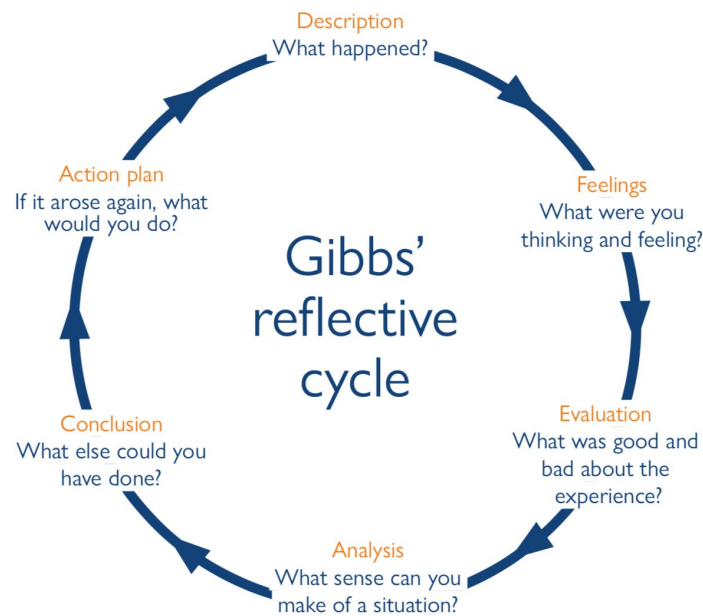 Description
What happened?
Feelings
What were you
thinking and feeling?
Evaluation
What was good and
bad about the
experience?
Analysis
What sense can you
make of a situation?
Conclusion
What else could you
have done?
Action plan
If it arose again, what
would you do?
Gibbs’
reflective
cycle